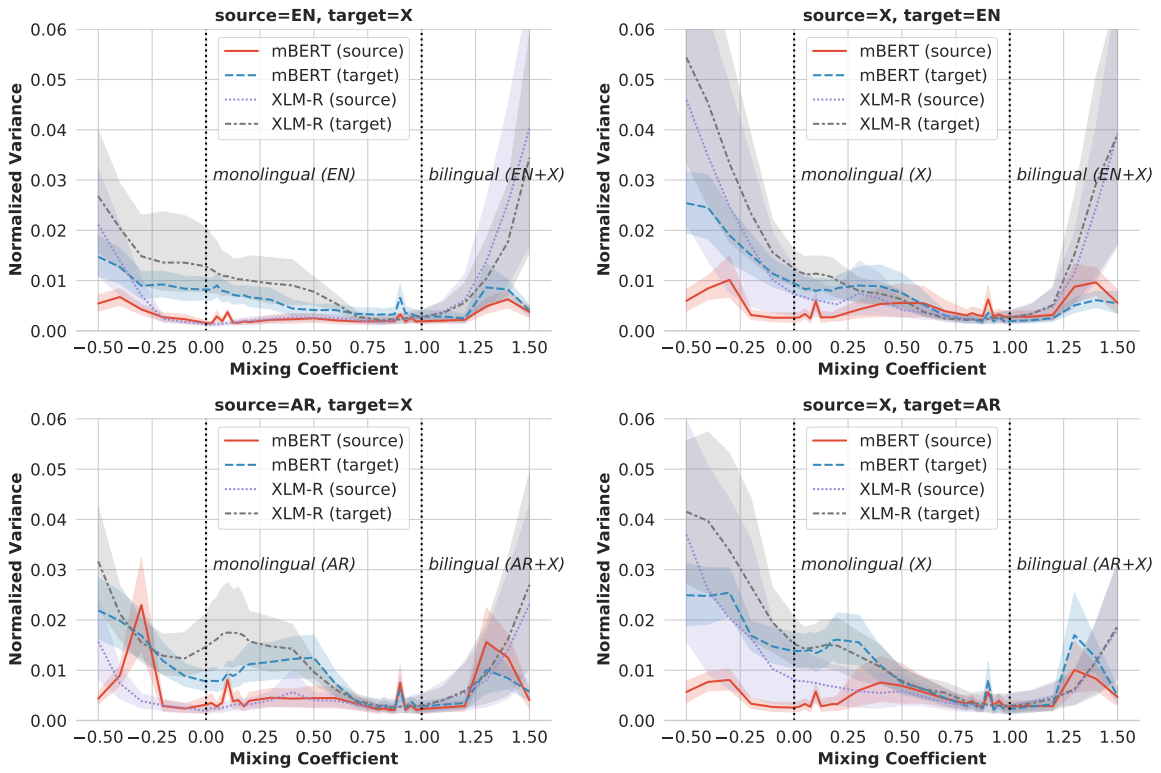 source=EN, target=X
Normalized Variance
0.06
0.05
0.04
0.03
0.02
0.01
0.00
mBERT (source)
mBERT (target)
XLM-R (source)
XLM-R (target)
monolingual (EN)
bilingual (EN+X)
−0.50 −0.25 0.00 0.25 0.50 0.75 1.00 1.25 1.50
Mixing Coefficient
source=X, target=EN
Normalized Variance
0.06
0.05
0.04
0.03
0.02
0.01
0.00
mBERT (source)
mBERT (target)
XLM-R (source)
XLM-R (target)
monolingual (X)
bilingual (EN+X)
−0.50 −0.25 0.00 0.25 0.50 0.75 1.00 1.25 1.50
Mixing Coefficient
source=AR, target=X
Normalized Variance
0.06
0.05
0.04
0.03
0.02
0.01
0.00
mBERT (source)
mBERT (target)
XLM-R (source)
XLM-R (target)
monolingual (AR)
bilingual (AR+X)
−0.50 −0.25 0.00 0.25 0.50 0.75 1.00 1.25 1.50
Mixing Coefficient
source=X, target=AR
Normalized Variance
0.06
0.05
0.04
0.03
0.02
0.01
0.00
mBERT (source)
mBERT (target)
XLM-R (source)
XLM-R (target)
monolingual (X)
bilingual (AR+X)
−0.50 −0.25 0.00 0.25 0.50 0.75 1.00 1.25 1.50
Mixing Coefficient